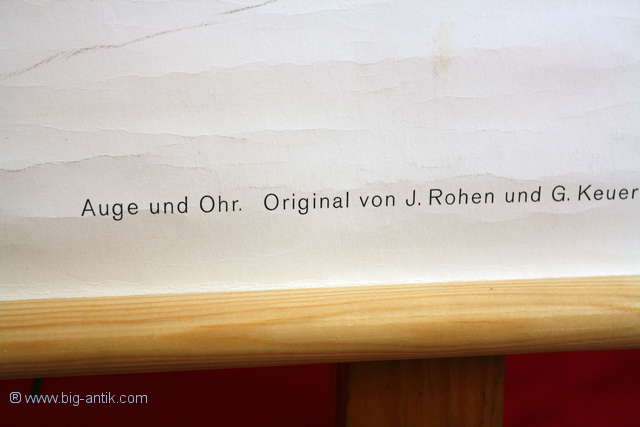 Auge und Ohr. Original von J. Rohen und G. Keuer
® www.big-antik.com